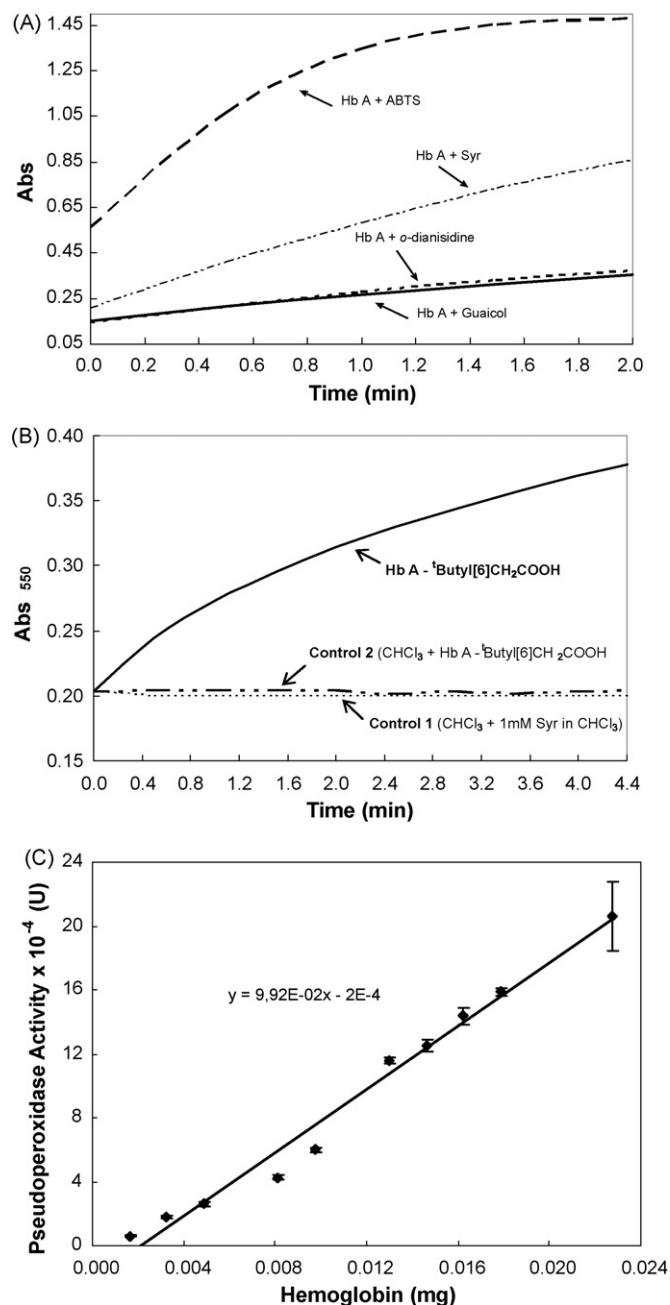 (A)
1.45
1.25
0.85
0.65
0.45
0.25
0.05
Abs
Hb A + ABTS
Hb A + Syr
Hb A + o-dianisidine
Hb A + Guaicol
0.0 0.2 0.4 0.6 0.8 1.0 1.2 1.4 1.6 1.8 2.0
Time (min)
(B)
0.40
0.35
0.30
0.25
0.20
0.15
Abs 550
Hb A - tButyl[6]CH2COOH
Control 2 (CHCl3 + Hb A -tButyl[6]CH 2COOH
Control 1 (CHCl3 + 1mM Syr in CHCl3)
0.0 0.4 0.8 1.2 1.6 2.0 2.4 2.8 3.2 3.6 4.0 4.4
Time (min)
(C)
24
20
16
12
8
4
0
Pseudoperoxidase Activity x 10-4 (U)
y = 9,92E-02x - 2E-4
0.000 0.004 0.008 0.012 0.016 0.020 0.024
Hemoglobin (mg)